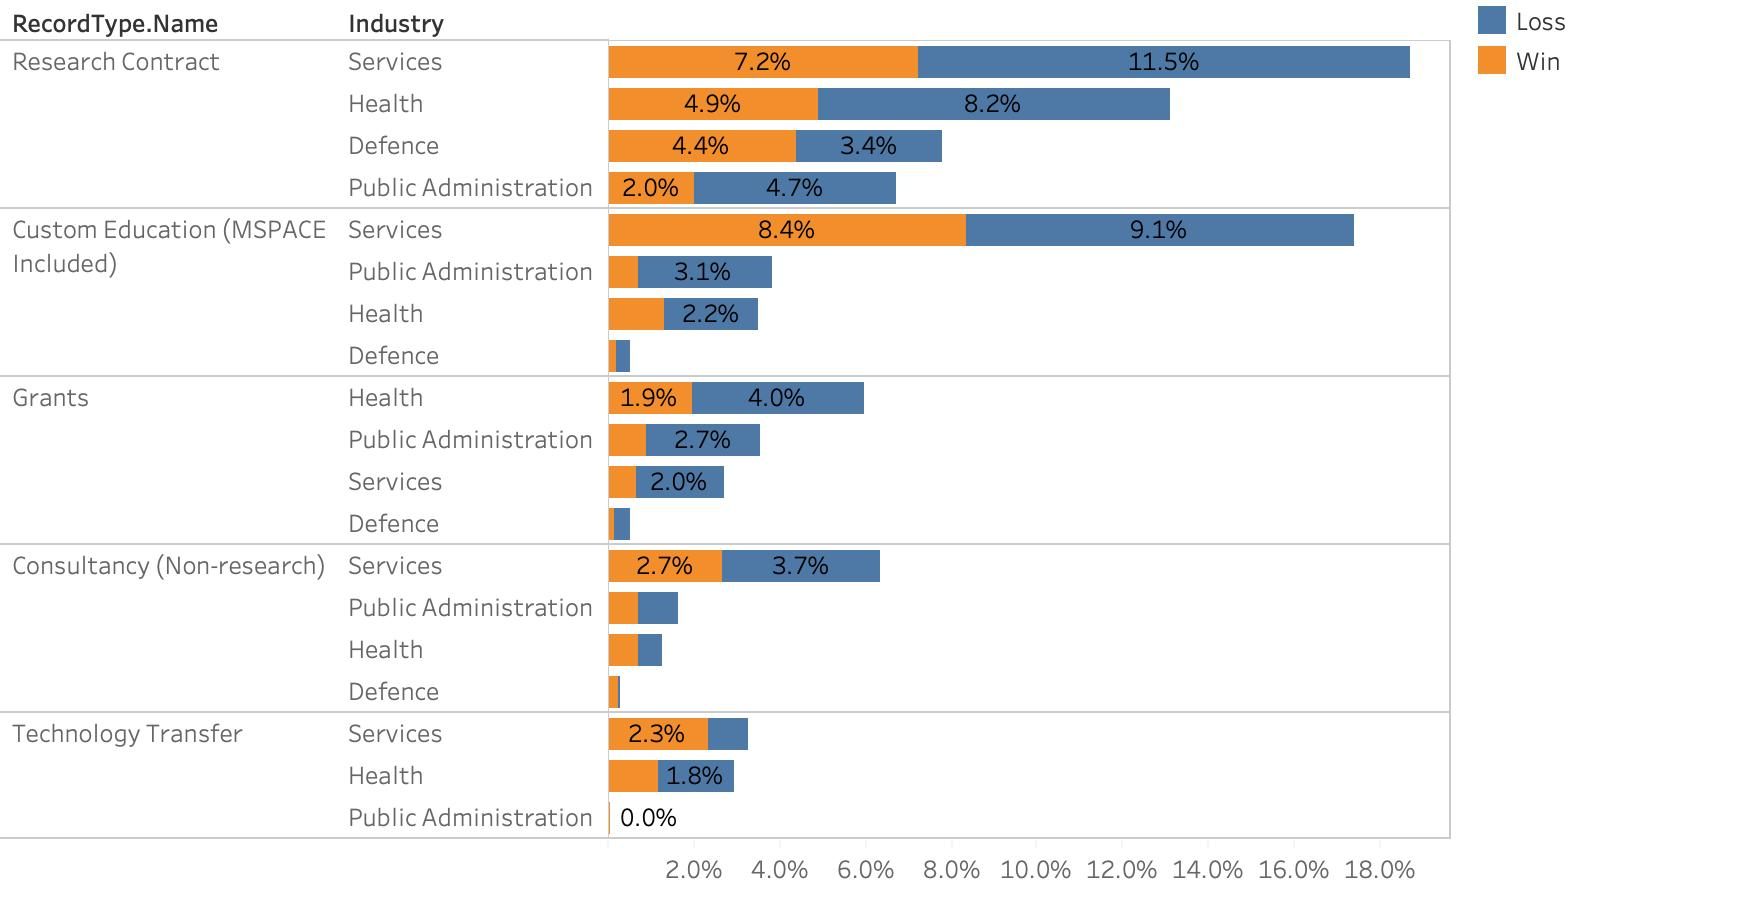 RecordType.Name Industry
Loss
Win
Research Contract Services 7.2% 11.5%
Health 4.9% 8.2%
Defence 4.4% 3.4%
Public Administration 2.0% 4.7%
Custom Education (MSPACE Included) Services 8.4% 9.1%
Public Administration 3.1%
Health 2.2%
Defence
Grants Health 1.9% 4.0%
Public Administration 2.7%
Services 2.0%
Defence
Consultancy (Non-research) Services 2.7% 3.7%
Public Administration
Health
Defence
Technology Transfer Services 2.3%
Health 1.8%
Public Administration 0.0%
2.0% 4.0% 6.0% 8.0% 10.0% 12.0% 14.0% 16.0% 18.0%